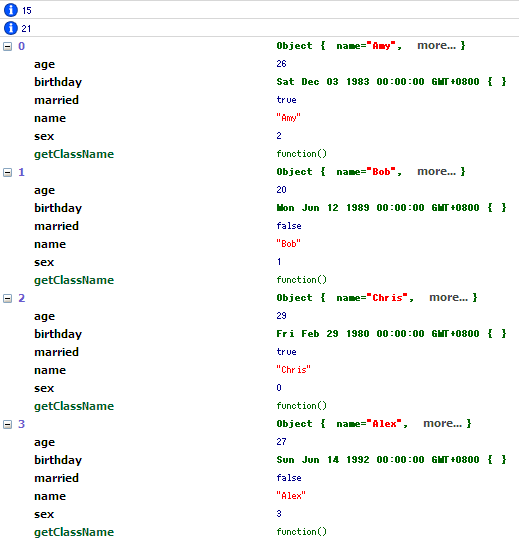 15
21
0 Object { name="Amy", more... }
age 26
birthday Sat Dec 03 1983 00:00:00 GMT+0800 { }
married true
name "Amy"
sex 2
getClassName function()
1 Object { name="Bob", more... }
age 20
birthday Mon Jun 12 1989 00:00:00 GMT+0800 { }
married false
name "Bob"
sex 1
getClassName function()
2 Object { name="Chris", more... }
age 29
birthday Fri Feb 29 1980 00:00:00 GMT+0800 { }
married true
name "Chris"
sex 0
getClassName function()
3 Object { name="Alex", more... }
age 27
birthday Sun Jun 14 1992 00:00:00 GMT+0800 { }
married false
name "Alex"
sex 3
getClassName function()